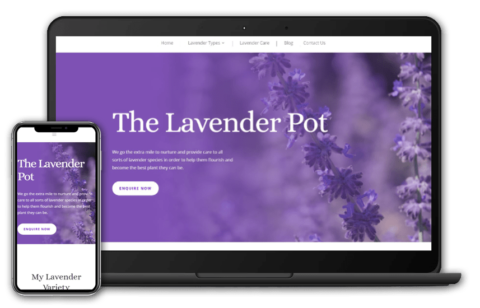 Home Lavender Types Lavender Care Blog Contact Us
The Lavender Pot
We go the extra mile to nurture and provide care to all
sorts of lavender species in order to help them flourish and
become the best plant they can be.
ENQUIRE NOW
The Lavender
Pot
We go the extra mile to nurture and provide
care to all sorts of lavender species in order
to help them flourish and become the best
plant they can be.
ENQUIRE NOW
My Lavender
Variety